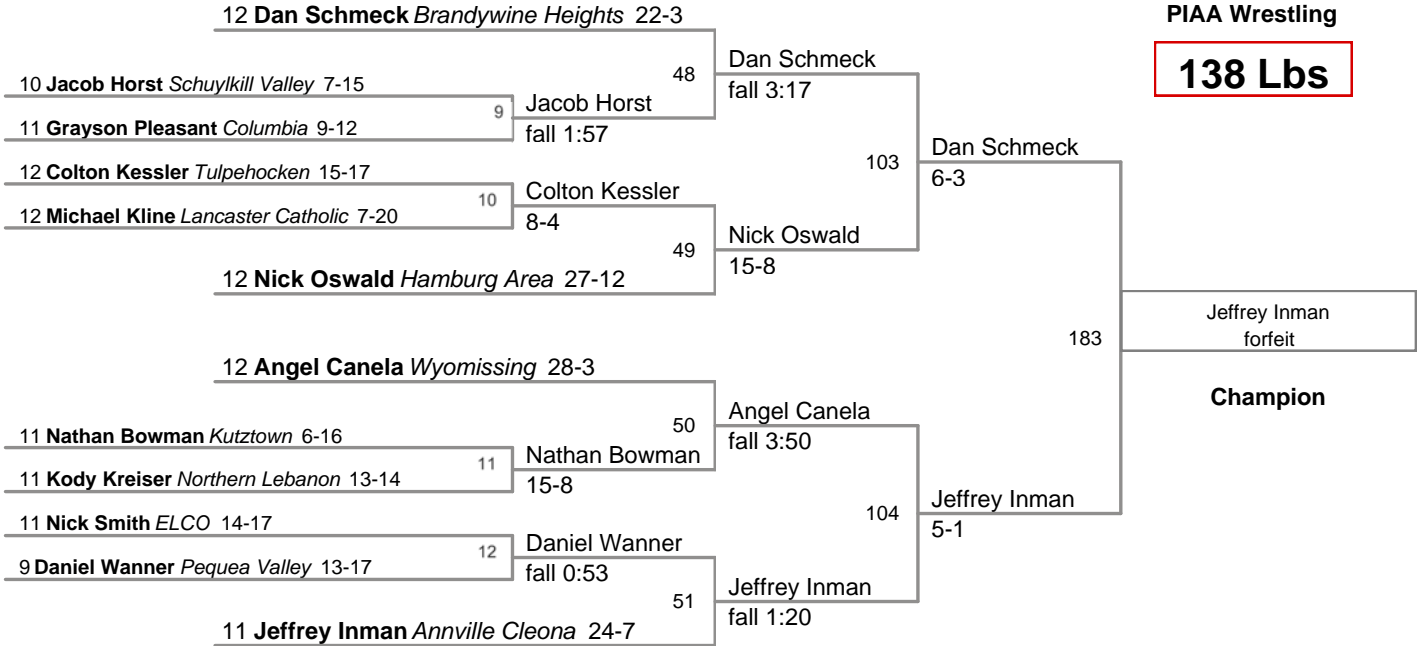 12 Dan Schmeck Brandywine Heights 22-3
PIAA Wrestling
138 Lbs
48
Dan Schmeck
fall 3:17
10 Jacob Horst Schuylkill Valley 7-15
9
Jacob Horst
fall 1:57
11 Grayson Pleasant Columbia 9-12
103
Dan Schmeck
6-3
12 Colton Kessler Tulpehocken 15-17
10
Colton Kessler
8-4
12 Michael Kline Lancaster Catholic 7-20
49
Nick Oswald
15-8
12 Nick Oswald Hamburg Area 27-12
183
Jeffrey Inman
forfeit
Champion
12 Angel Canela Wyomissing 28-3
50
Angel Canela
fall 3:50
11 Nathan Bowman Kutztown 6-16
11
Nathan Bowman
15-8
11 Kody Kreiser Northern Lebanon 13-14
104
Jeffrey Inman
5-1
11 Nick Smith ELCO 14-17
12
Daniel Wanner
fall 0:53
9 Daniel Wanner Pequea Valley 13-17
51
Jeffrey Inman
fall 1:20
11 Jeffrey Inman Annville Cleona 24-7